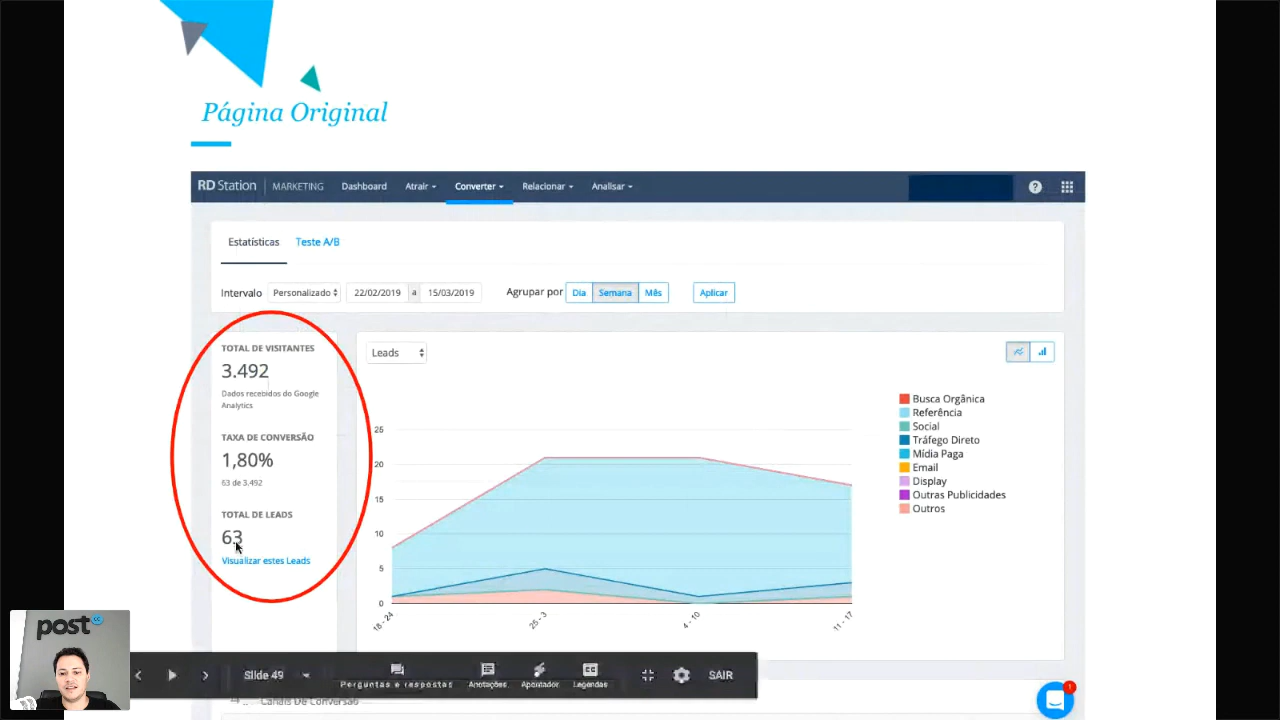 Página Original
RD Station MARKETING Dashboard Atrair Converter Relacionar Analisar ?
Estatísticas Teste A/B
Intervalo Personalizado 22/02/2019 a 15/03/2019 Agrupar por Dia Semana Mês Aplicar
TOTAL DE VISITANTES
3.492
Dados recebidos do Google
Analytics
TAXA DE CONVERSÃO
1,80%
63 de 3.492
TOTAL DE LEADS
63
Visualizar estes Leads
Leads
25
20
15
10
5
0
18 - 24
25 - 3
4 - 10
11 - 17
Busca Orgânica
Referência
Social
Tráfego Direto
Mídia Paga
Email
Display
Outras Publicidades
Outros
post
Slide 49
Perguntas e respostas
Anotações
Apontador
CC
Legendas
SAIR
Canais De Conversão
1